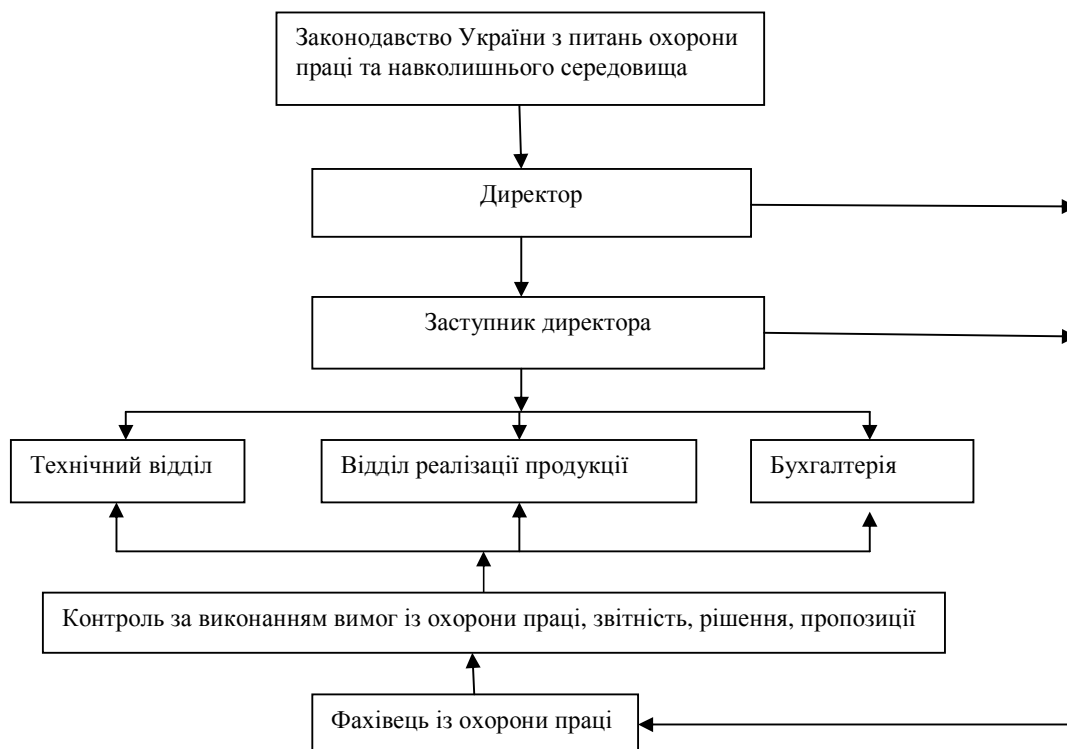 Законодавство України з питань охорони
праці та навколишнього середовища
Директор
Заступник директора
Технічний відділ
Відділ реалізації продукції
Бухгалтерія
Контроль за виконанням вимог із охорони праці, звітність, рішення, пропозиції
Фахівець із охорони праці